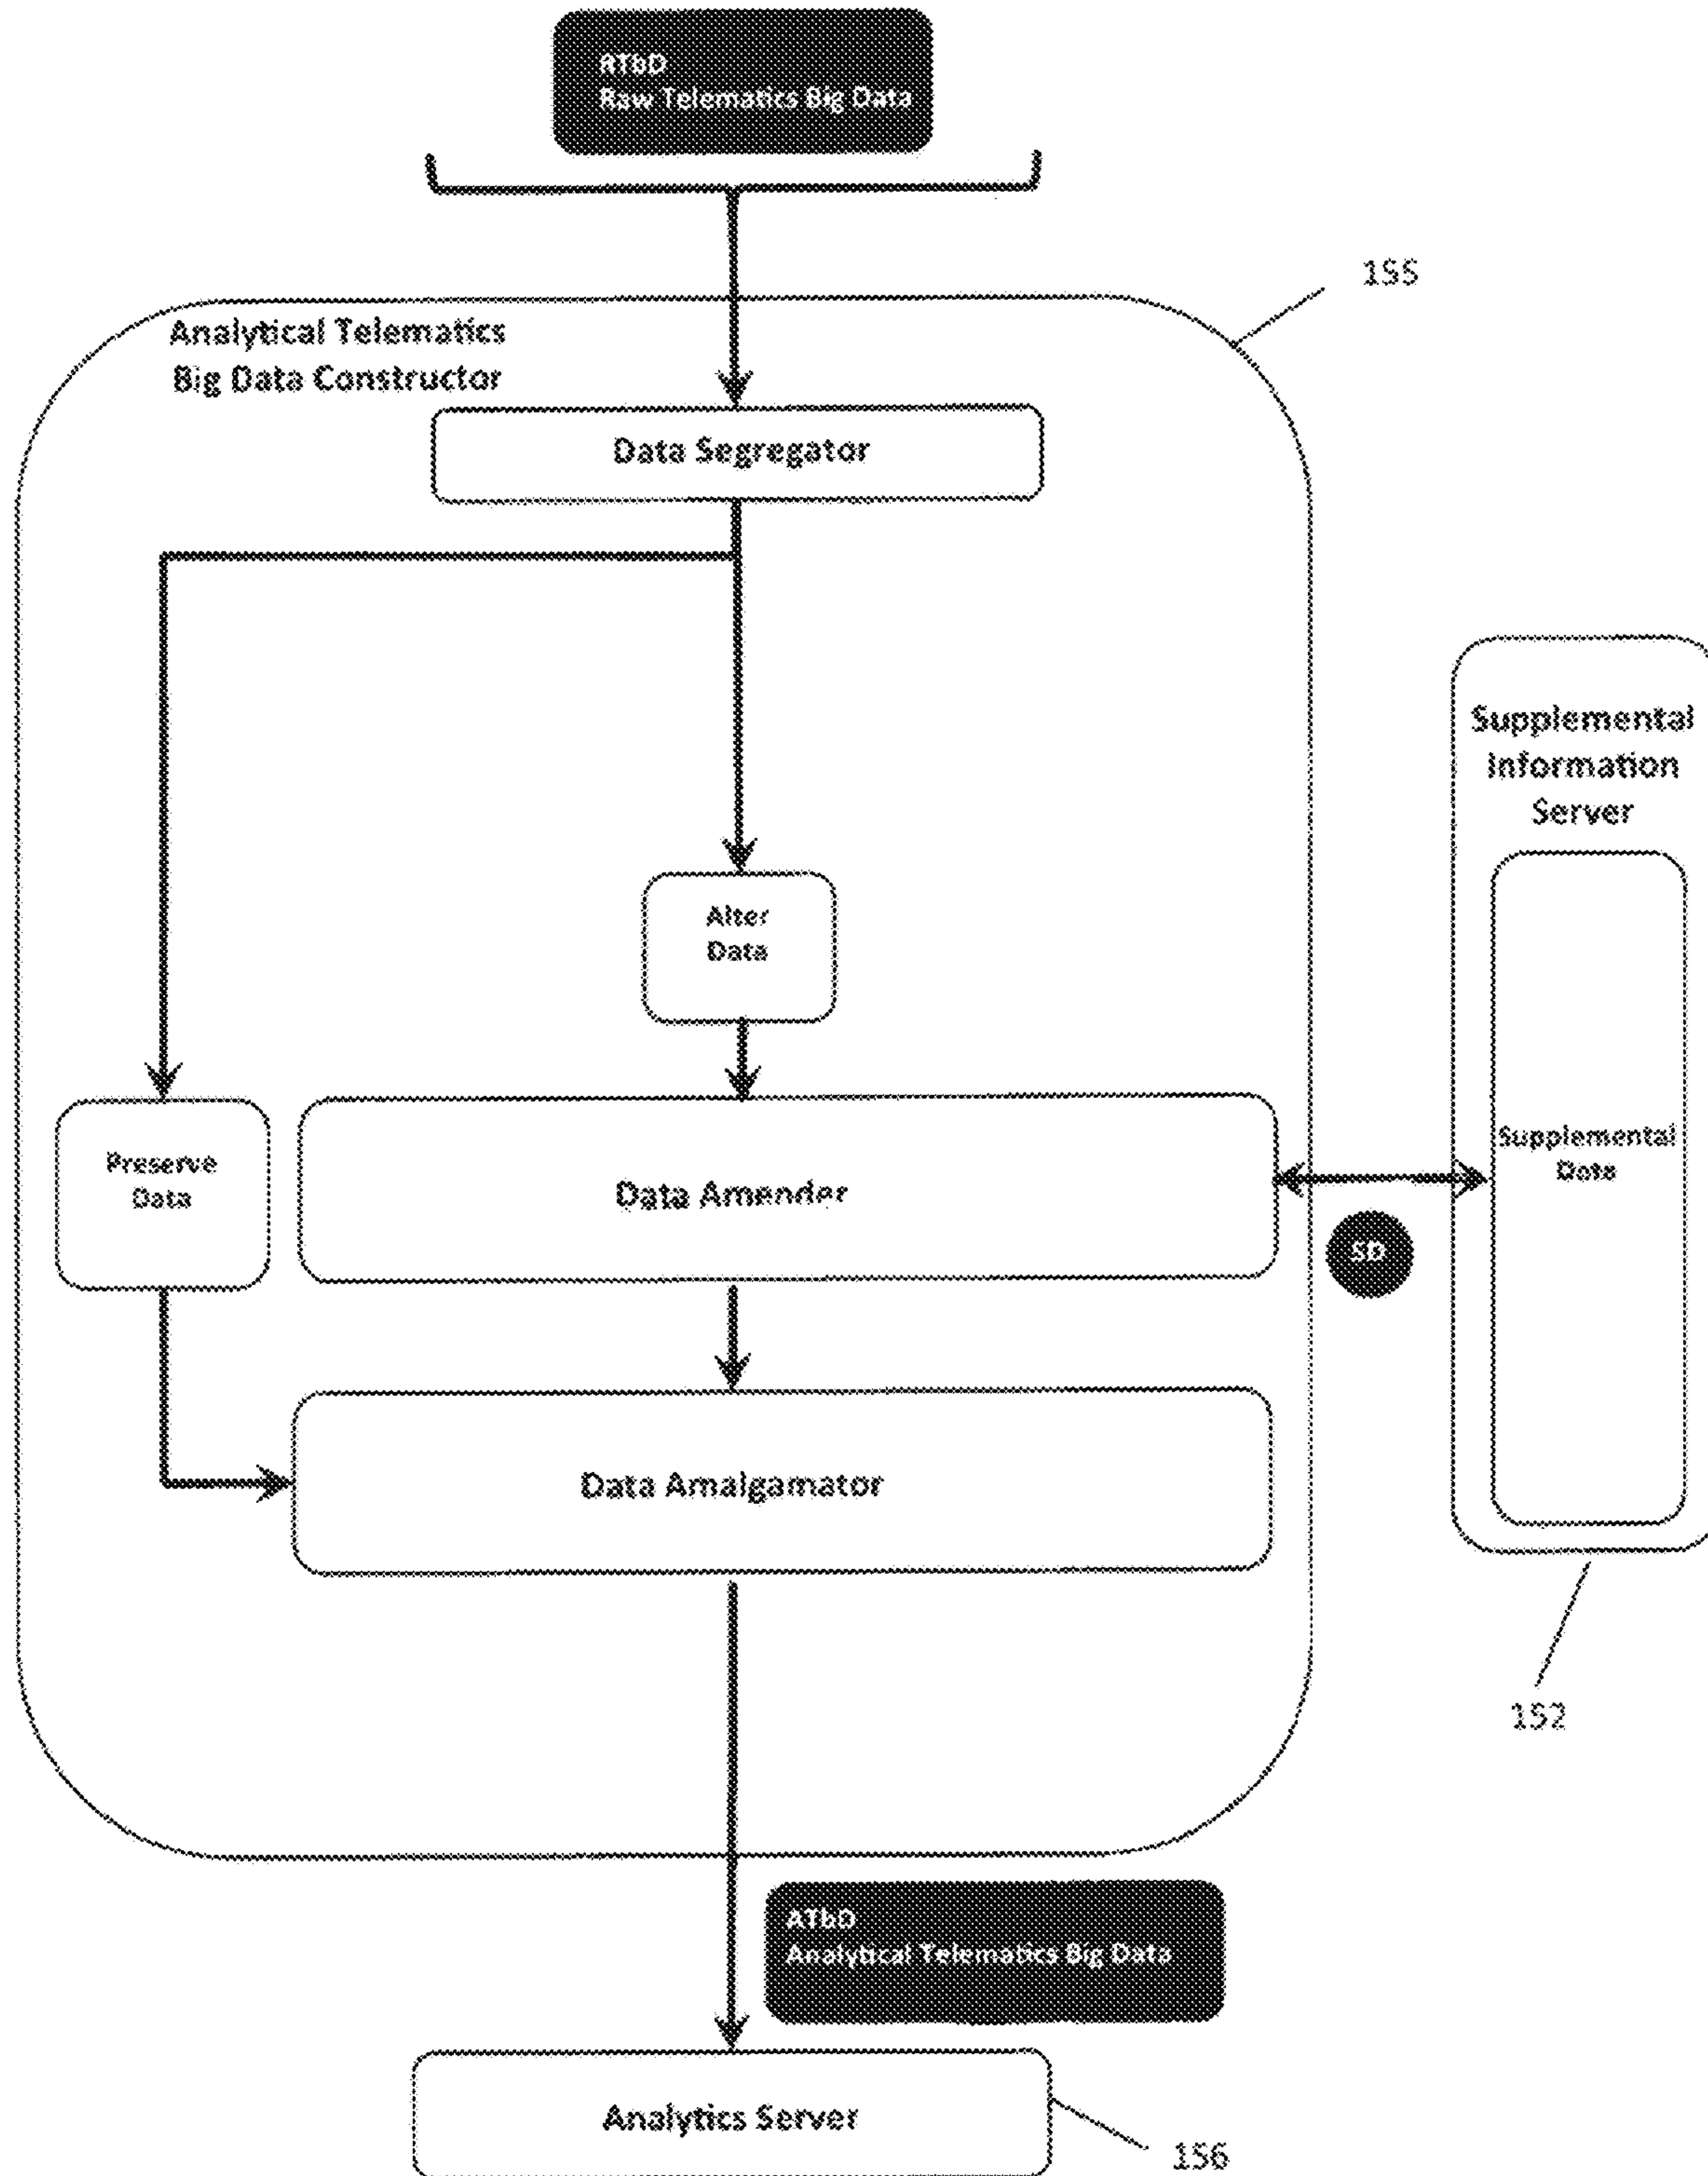 RTbD
Raw Telematics Big Data
155
Analytical Telematics
Big Data Constructor
Data Segregator
Supplemental
Information
Server
Alter
Data
Preserve
Data
Data Amender
Supplemental
Data
SD
Data Amalgamator
152
ATbD
Analytical Telematics Big Data
Analytics Server
156